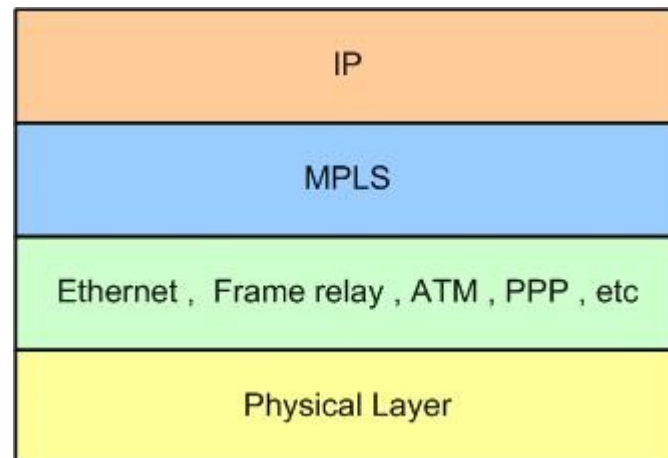 IP
MPLS
Ethernet , Frame relay , ATM , PPP , etc
Physical Layer